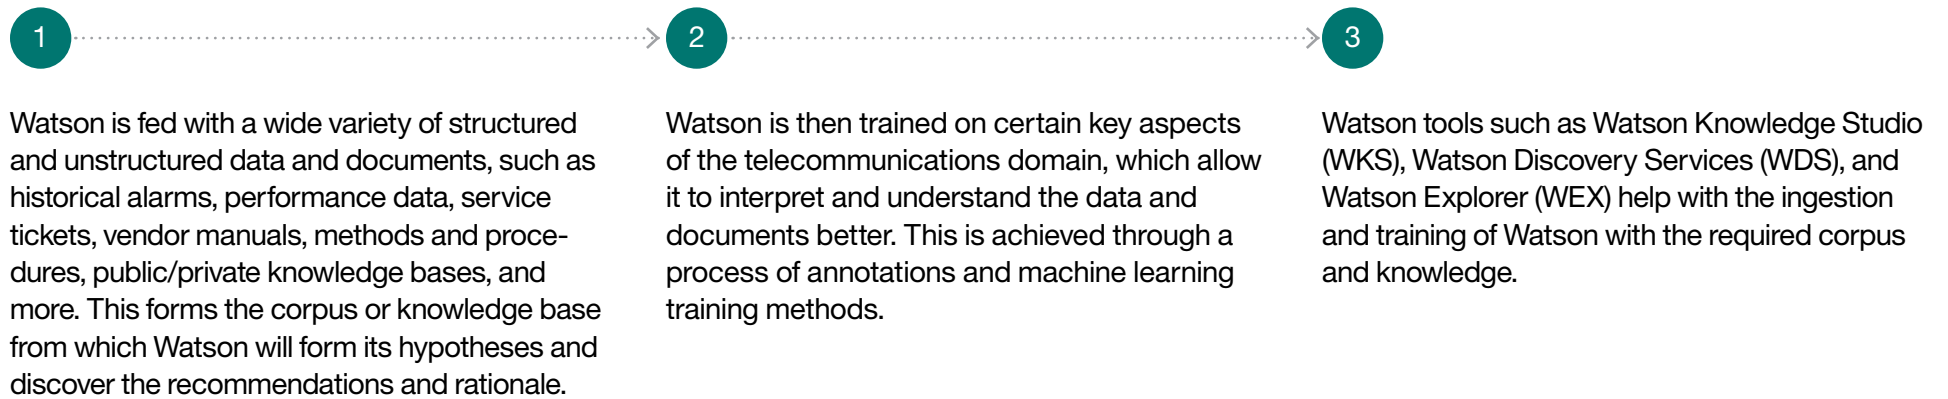 1
Watson is fed with a wide variety of structured
and unstructured data and documents, such as
historical alarms, performance data, service
tickets, vendor manuals, methods and proce-
dures, public/private knowledge bases, and
more. This forms the corpus or knowledge base
from which Watson will form its hypotheses and
discover the recommendations and rationale.
2
Watson is then trained on certain key aspects
of the telecommunications domain, which allow
it to interpret and understand the data and
documents better. This is achieved through a
process of annotations and machine learning
training methods.
3
Watson tools such as Watson Knowledge Studio
(WKS), Watson Discovery Services (WDS), and
Watson Explorer (WEX) help with the ingestion
and training of Watson with the required corpus
and knowledge.